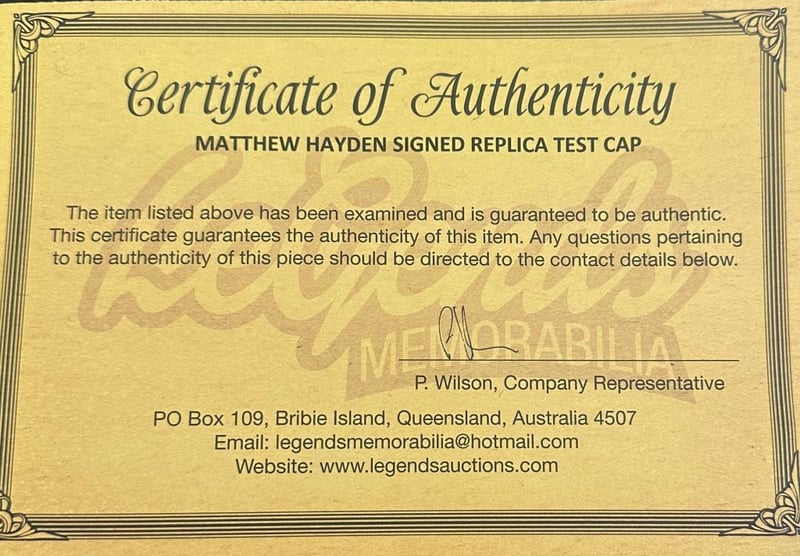 Certificate of Authenticity
MATTHEW HAYDEN SIGNED REPLICA TEST CAP
The item listed above has been examined and is guaranteed to be authentic.
This certificate guarantees the authenticity of this item. Any questions pertaining
to the authenticity of this piece should be directed to the contact details below.
Legends
MEMORABILIA
P. Wilson, Company Representative
PO Box 109, Bribie Island, Queensland, Australia 4507
Email: legendsmemorabilia@hotmail.com
Website: www.legendsauctions.com